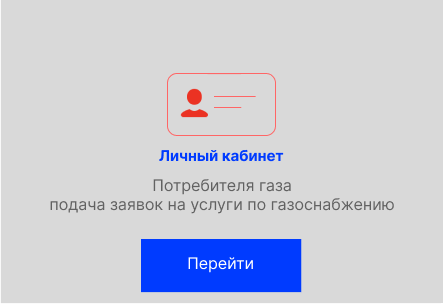 Личный кабинет
Потребителя газа
подача заявок на услуги по газоснабжению
Перейти